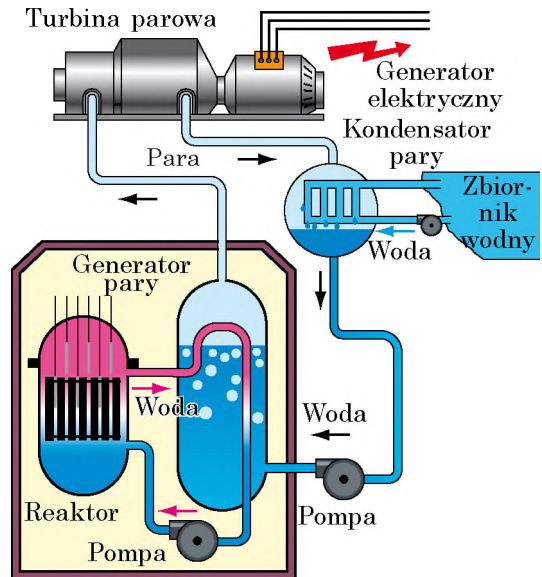 Turbina parowa
Generator
elektryczny
Kondensator
pary
Para
Zbior-
nik
wodny
Woda
Generator
pary
Woda
Woda
Reaktor
Pompa
Pompa